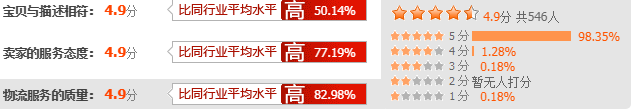 宝贝与描述相符： 4.9分 比同行业平均水平 高 50.14%
卖家的服务态度： 4.9分 比同行业平均水平 高 77.19%
物流服务的质量： 4.9分 比同行业平均水平 高 82.98%
4.9分 共546人
5 分 98.35%
4 分 1.28%
3 分 0.18%
2 分 暂无人打分
1 分 0.18%